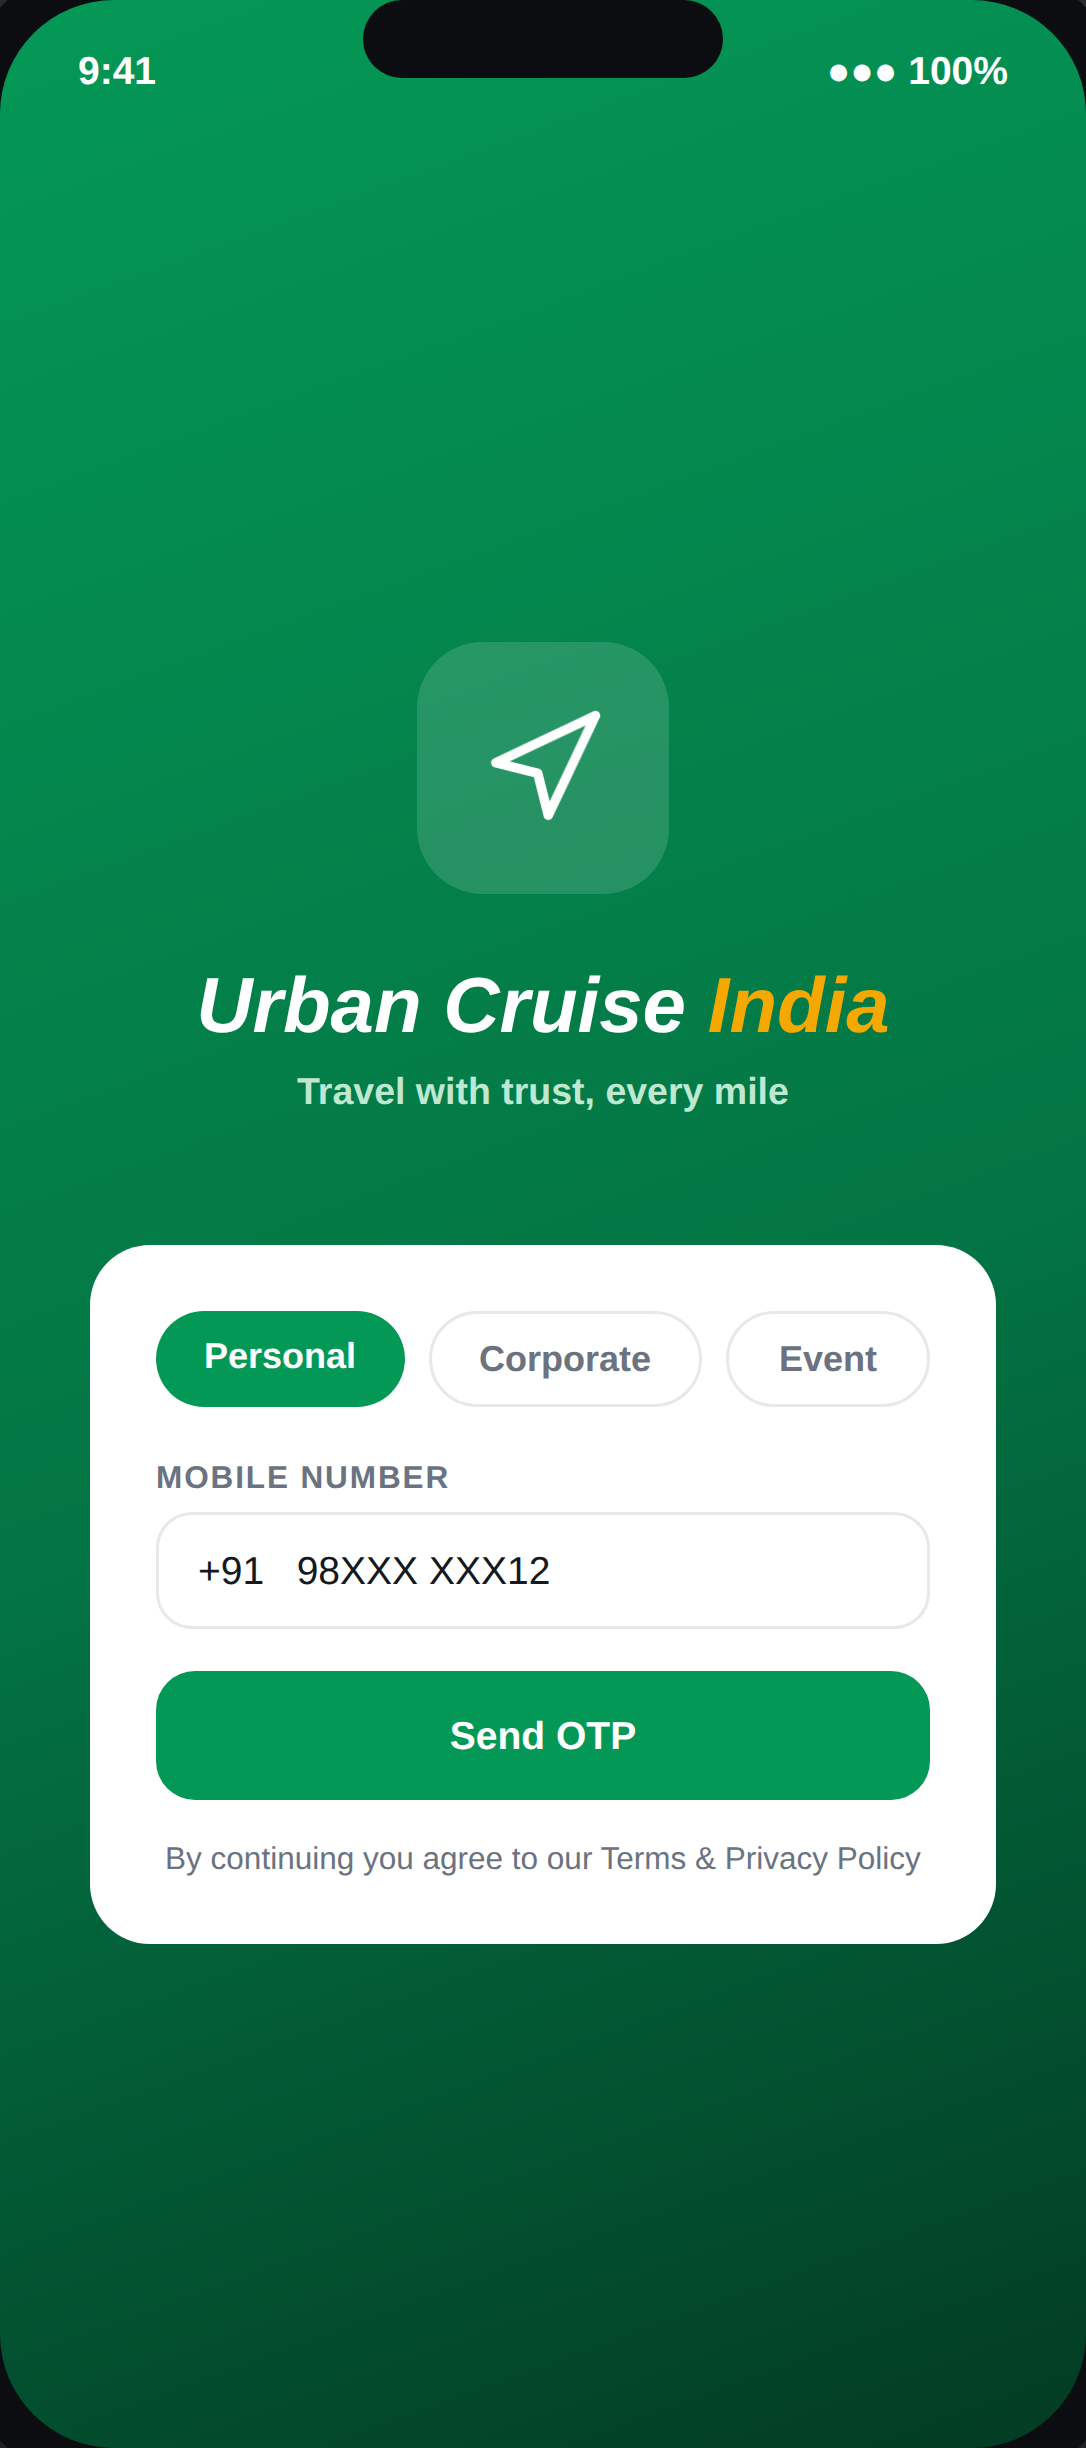 9:41 ●●● 100%
Urban Cruise India
Travel with trust, every mile
Personal Corporate Event
MOBILE NUMBER
+91 98XXX XXX12
Send OTP
By continuing you agree to our Terms & Privacy Policy